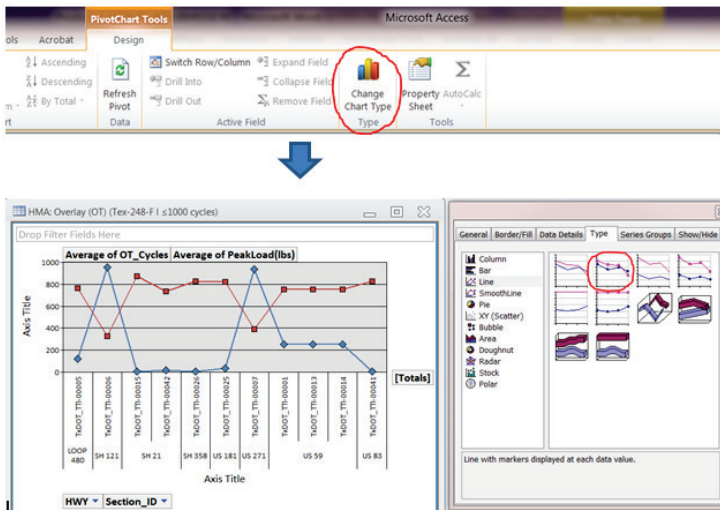 PivotChart Tools
Microsoft Access
ols Acrobat Design
Ascending
Descending
By Total
Refresh Pivot
Data
Switch Row/Column
Drill Into
Drill Out
Expand Field
Collapse Field
Remove Field
Active Field
Change Chart Type
Type
Property Sheet
AutoCalc
Tools
HMA: Overlay (OT) (Tex-248-F I ≤1000 cycles)
Drop Filter Fields Here
Average of OT_Cycles Average of PeakLoad(lbs)
1000
800
600
400
200
0
Axis Title
TxDOT_TTI-00005
TxDOT_TTI-00006
TxDOT_TTI-00015
TxDOT_TTI-00042
TxDOT_TTI-00026
TxDOT_TTI-00025
TxDOT_TTI-00007
TxDOT_TTI-00001
TxDOT_TTI-00013
TxDOT_TTI-00014
TxDOT_TTI-00041
[Totals]
LOOP 480
SH 121
SH 21
SH 358
US 181
US 271
US 59
US 83
Axis Title
HWY Section_ID
General Border/Fill Data Details Type Series Groups Show/Hide
Column
Bar
Line
SmoothLine
Pie
XY (Scatter)
Bubble
Area
Doughnut
Radar
Stock
Polar
Line with markers displayed at each data value.